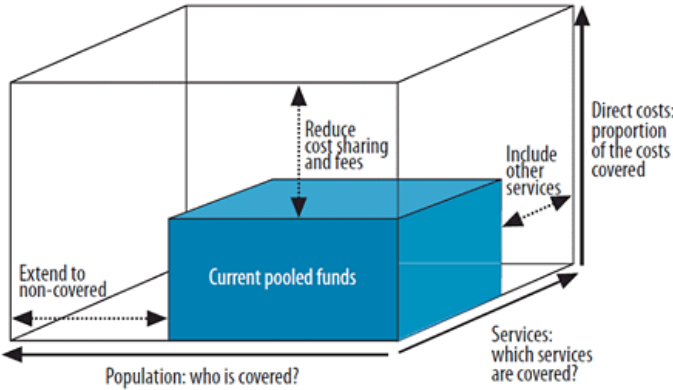 Reduce
cost sharing
and fees
Include
other
services
Direct costs:
proportion
of the costs
covered
Extend to
non-covered
Current pooled funds
Population: who is covered?
Services:
which services
are covered?